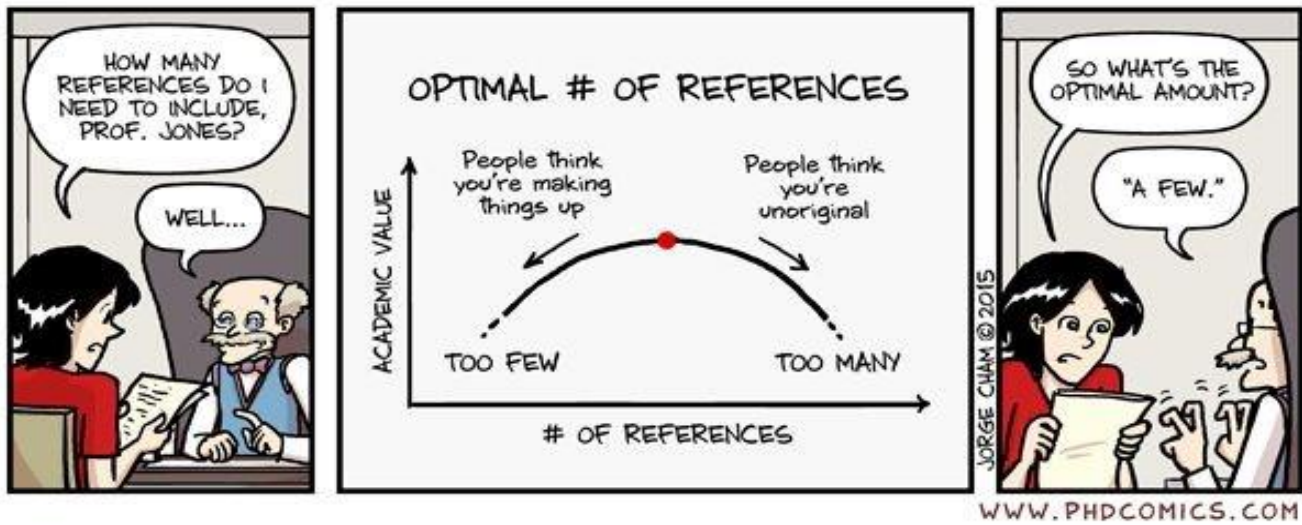 HOW MANY
REFERENCES DO I
NEED TO INCLUDE,
PROF. JONES?
WELL...
OPTIMAL # OF REFERENCES
People think
you're making
things up
People think
you're
unoriginal
ACADEMIC VALUE
TOO FEW
TOO MANY
# OF REFERENCES
JORGE CHAM © 2015
SO WHAT'S THE
OPTIMAL AMOUNT?
"A FEW."
WWW.PHDCOMICS.COM